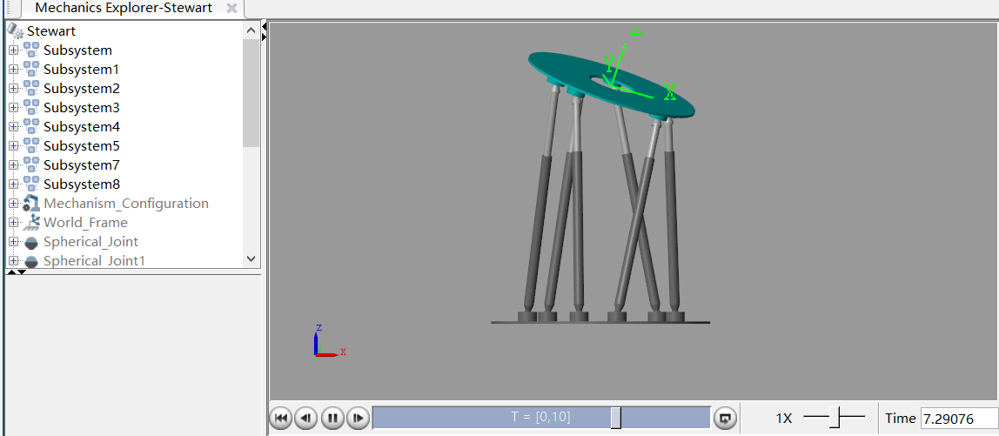 Mechanics Explorer-Stewart
Stewart
Subsystem
Subsystem1
Subsystem2
Subsystem3
Subsystem4
Subsystem5
Subsystem7
Subsystem8
Mechanism_Configuration
World_Frame
Spherical_Joint
Spherical_Joint1
Z
Y
X
Z
X
T = [0,10]
1X
Time 7.29076